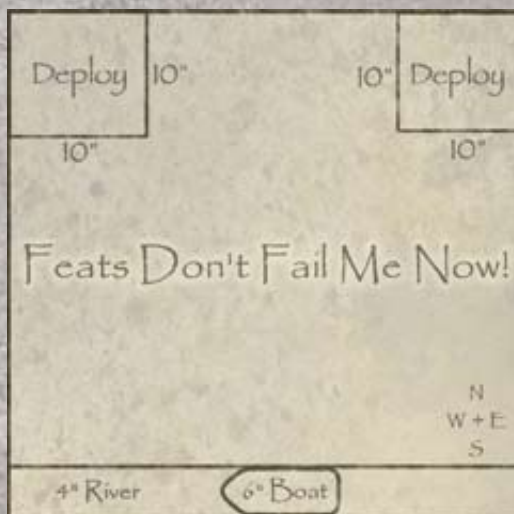 Deploy 10" 10" Deploy
10" 10"
Feats Don't Fail Me Now!
N
W + E
S
4" River 6" Boat